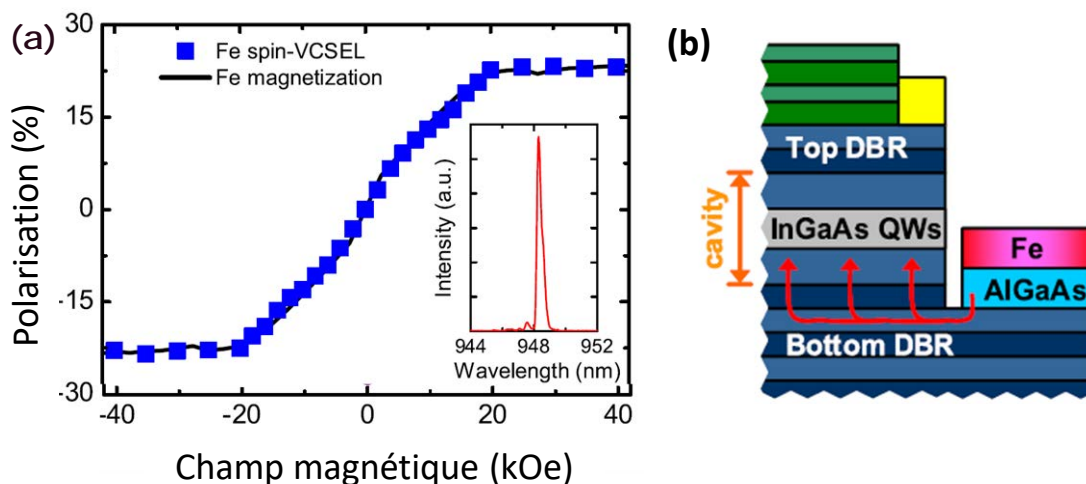 (a)
30
15
0
-15
-30
Polarisation (%)
Fe spin-VCSEL
Fe magnetization
Intensity (a.u.)
944 948 952
Wavelength (nm)
-40 -20 0 20 40
Champ magnétique (kOe)
(b)
Top DBR
cavity
InGaAs QWs
Fe
AlGaAs
Bottom DBR